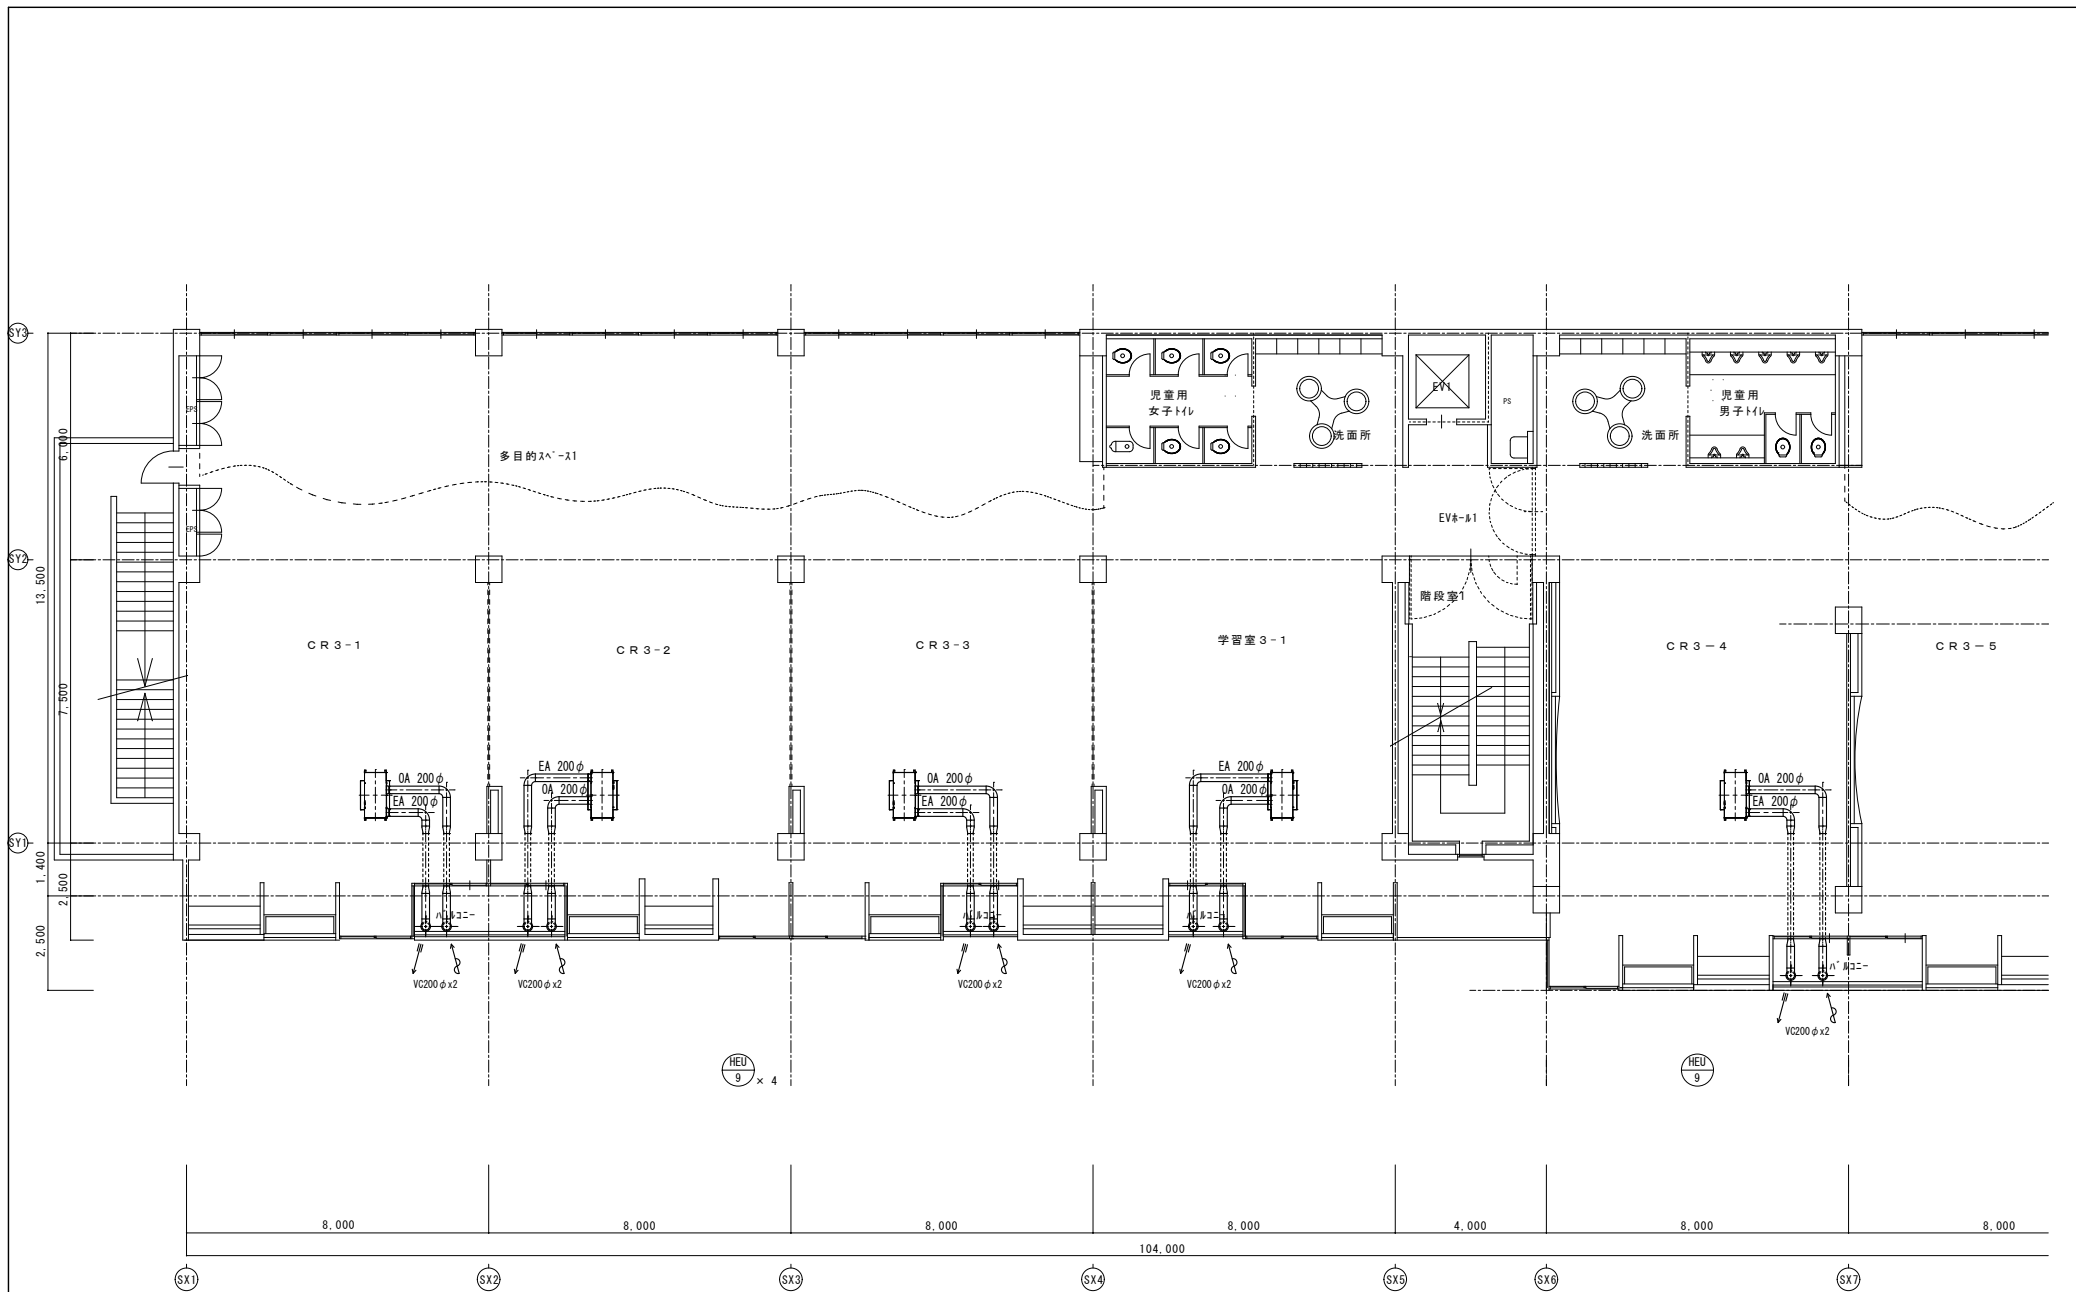 SY3
6,000
EPS
多目的スペース1
児童用
女子トイレ
洗面所
EV1
PS
洗面所
児童用
男子トイレ
EPS
EVホール1
SY2
13,500
7,500
CR3-1
CR3-2
CR3-3
学習室3-1
階段室1
CR3-4
CR3-5
OA 200φ
EA 200φ
EA 200φ
OA 200φ
OA 200φ
EA 200φ
EA 200φ
OA 200φ
OA 200φ
EA 200φ
SY1
1,400
2,500
2,500
バルコニー
バルコニー
バルコニー
バルコニー
VC200φx2
VC200φx2
VC200φx2
VC200φx2
VC200φx2
HEU
9 × 4
HEU
9
8,000
8,000
8,000
8,000
4,000
8,000
8,000
104,000
SX1
SX2
SX3
SX4
SX5
SX6
SX7